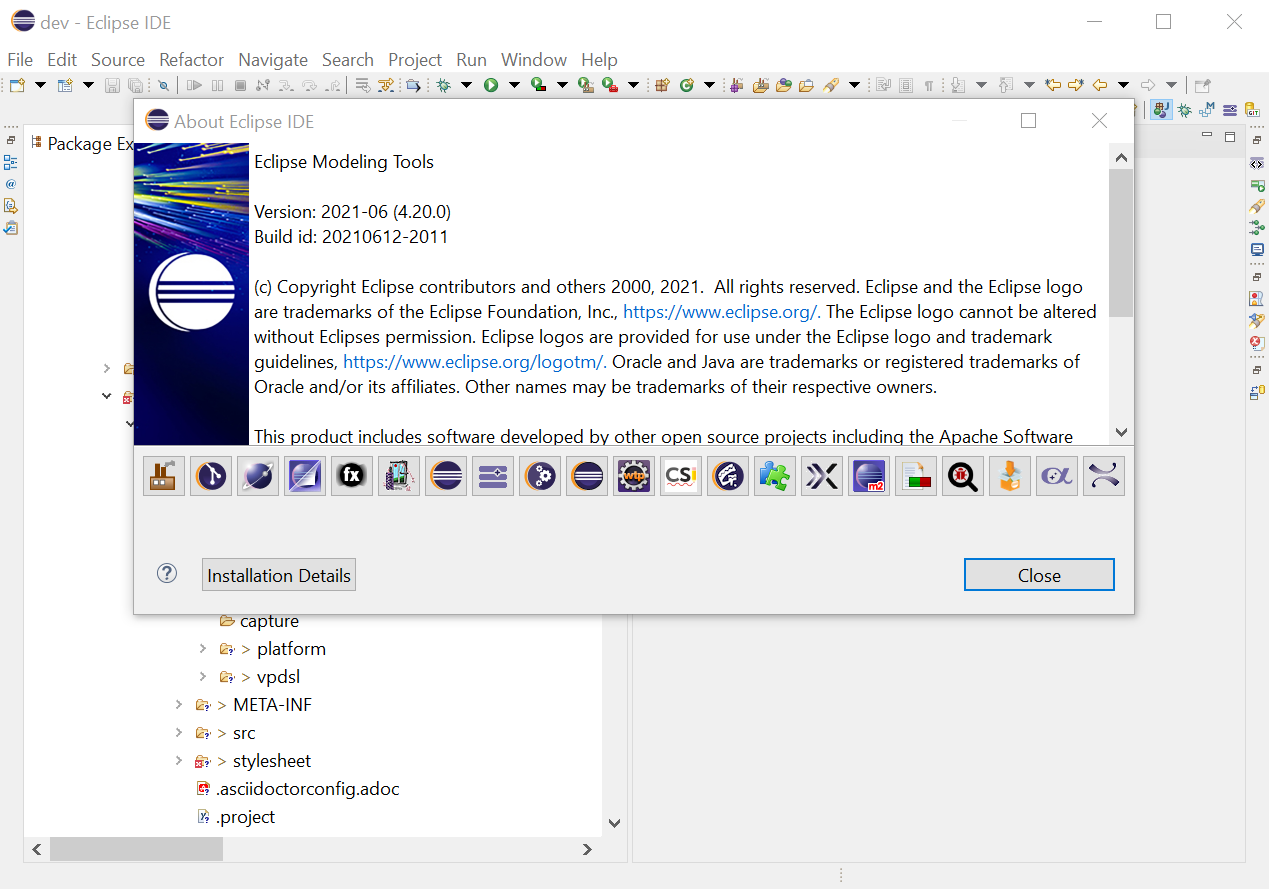 dev - Eclipse IDE
File Edit Source Refactor Navigate Search Project Run Window Help
About Eclipse IDE
Package Ex
Eclipse Modeling Tools
Version: 2021-06 (4.20.0)
Build id: 20210612-2011
(c) Copyright Eclipse contributors and others 2000, 2021.  All rights reserved. Eclipse and the Eclipse logo
are trademarks of the Eclipse Foundation, Inc., https://www.eclipse.org/. The Eclipse logo cannot be altered
without Eclipses permission. Eclipse logos are provided for use under the Eclipse logo and trademark
guidelines, https://www.eclipse.org/logotm/. Oracle and Java are trademarks or registered trademarks of
Oracle and/or its affiliates. Other names may be trademarks of their respective owners.
This product includes software developed by other open source projects including the Apache Software
fx wtp CSi m2
Installation Details Close
capture
> platform
> vpdsl
> META-INF
> src
> stylesheet
.asciidoctorconfig.adoc
.project